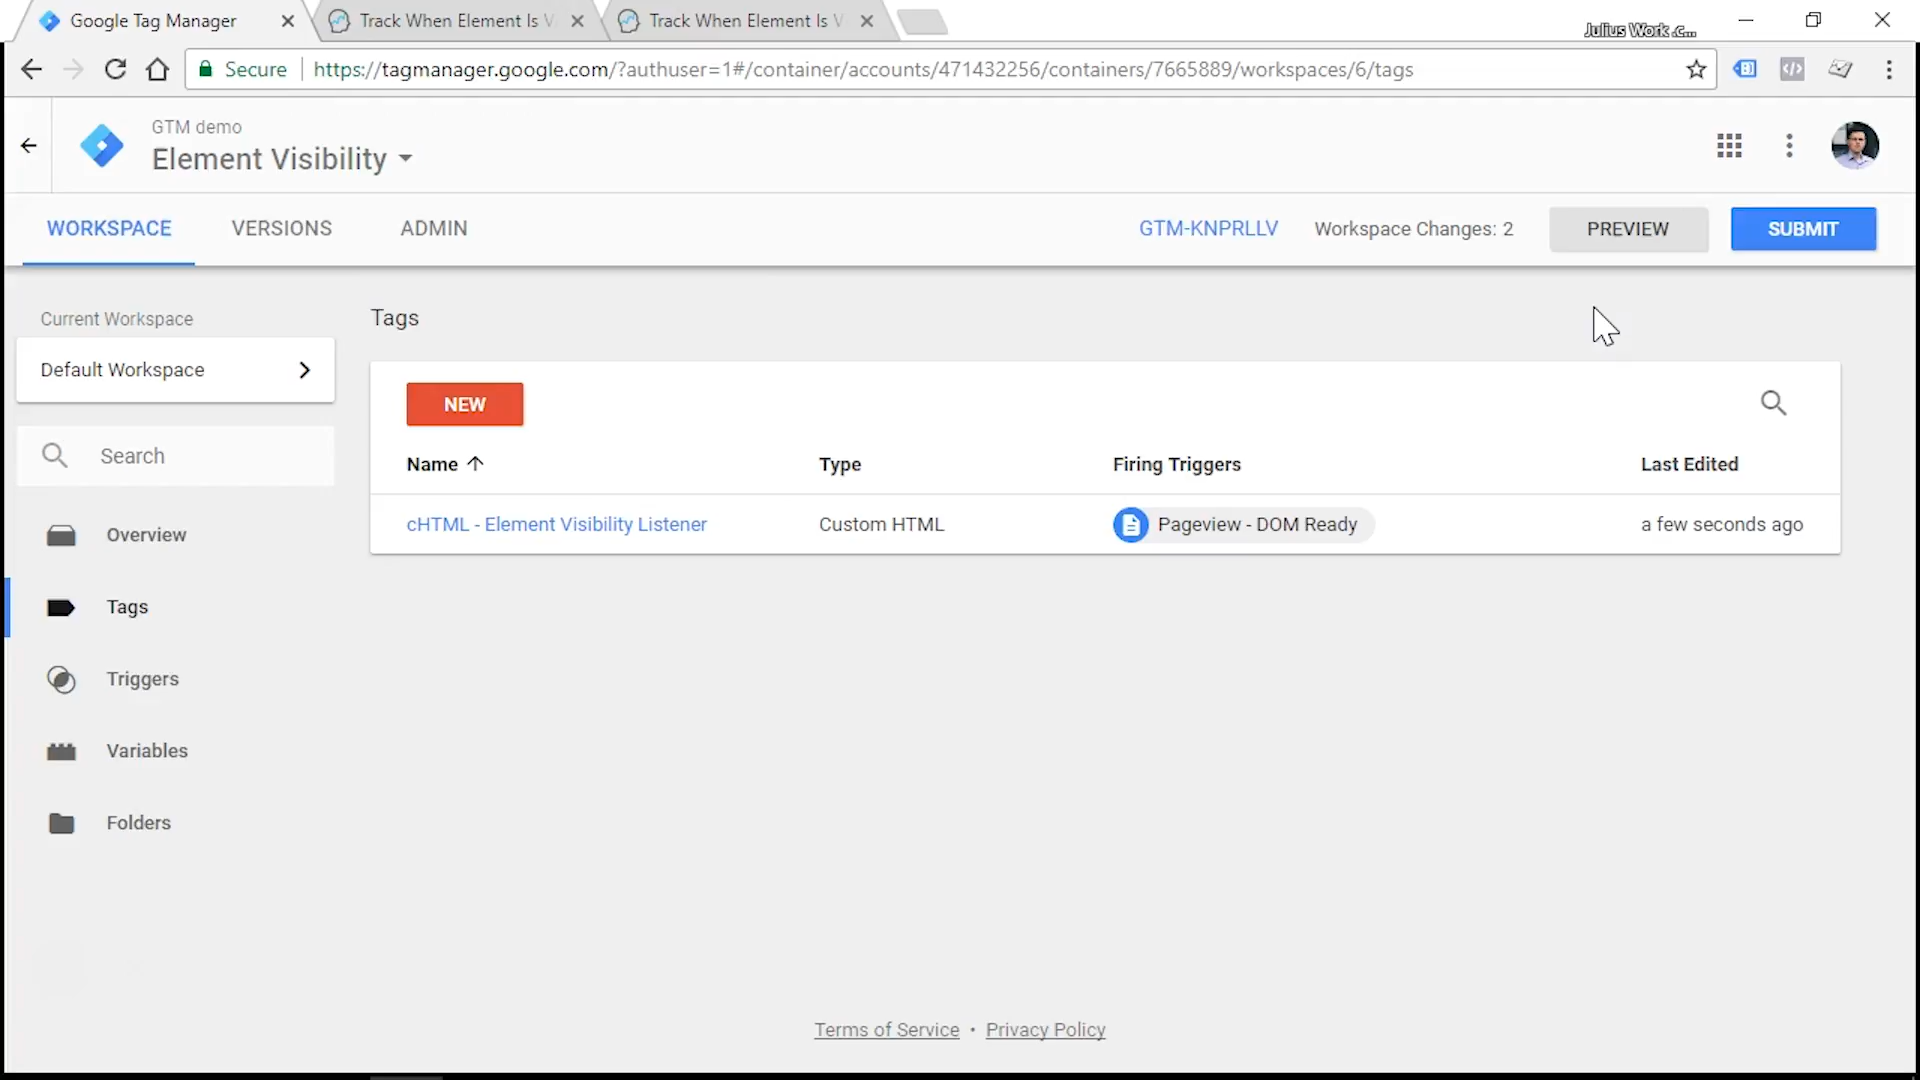 Google Tag Manager
Track When Element Is V
Track When Element Is V
Julius Work .c...
Secure
https://tagmanager.google.com/?authuser=1#/container/accounts/471432256/containers/7665889/workspaces/6/tags
GTM demo
Element Visibility
WORKSPACE
VERSIONS
ADMIN
GTM-KNPRLLV
Workspace Changes: 2
PREVIEW
SUBMIT
Current Workspace
Default Workspace
Search
Overview
Tags
Triggers
Variables
Folders
Tags
NEW
Name
Type
Firing Triggers
Last Edited
cHTML - Element Visibility Listener
Custom HTML
Pageview - DOM Ready
a few seconds ago
Terms of Service • Privacy Policy